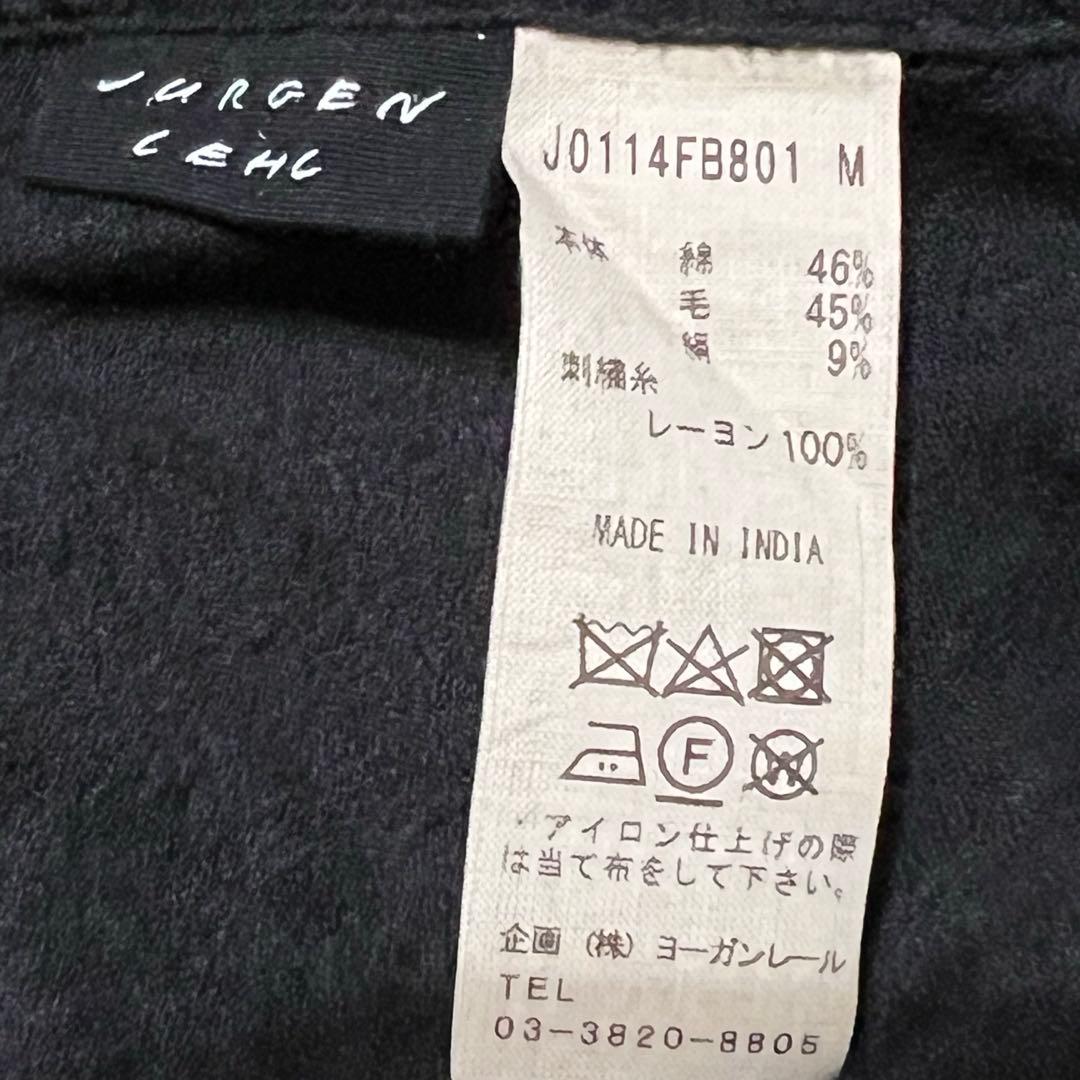 JURGEN
LEHL
J0114FB801 M
本体 綿 46%
毛 45%
絹 9%
刺繍糸
レーヨン 100%
MADE IN INDIA
F
W
・アイロン仕上げの際
は当て布をして下さい。
企画 (株) ヨーガンレール
TEL
03-3820-8805